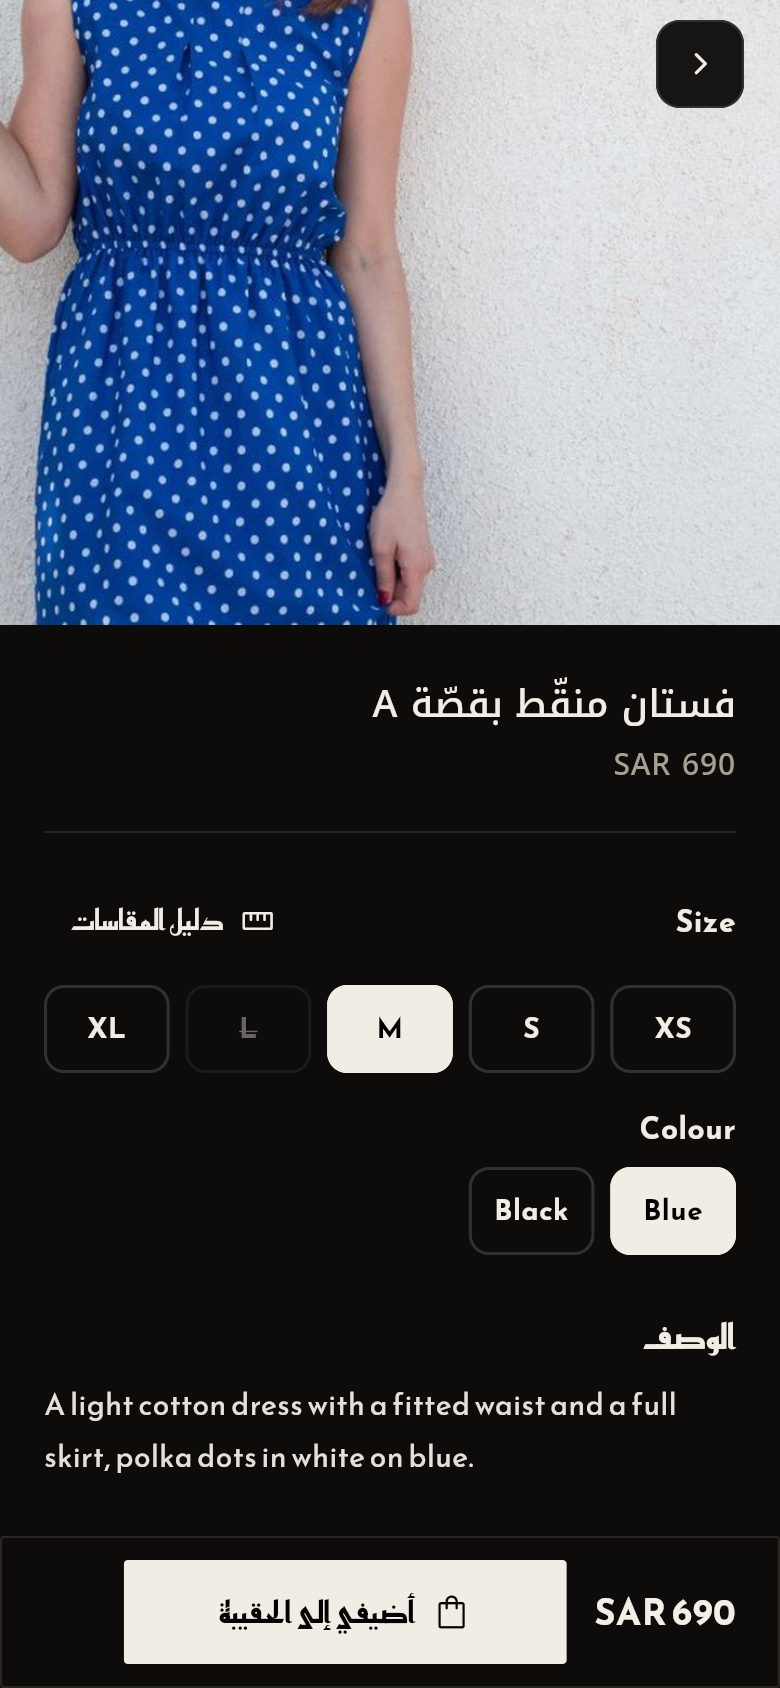 فستان منقّط بقصّة A
SAR 690
Size
دليل المقاسات
XS
S
M
L
XL
Colour
Blue
Black
الوصف
A light cotton dress with a fitted waist and a full
skirt, polka dots in white on blue.
SAR 690
أضيفي إلى الحقيبة